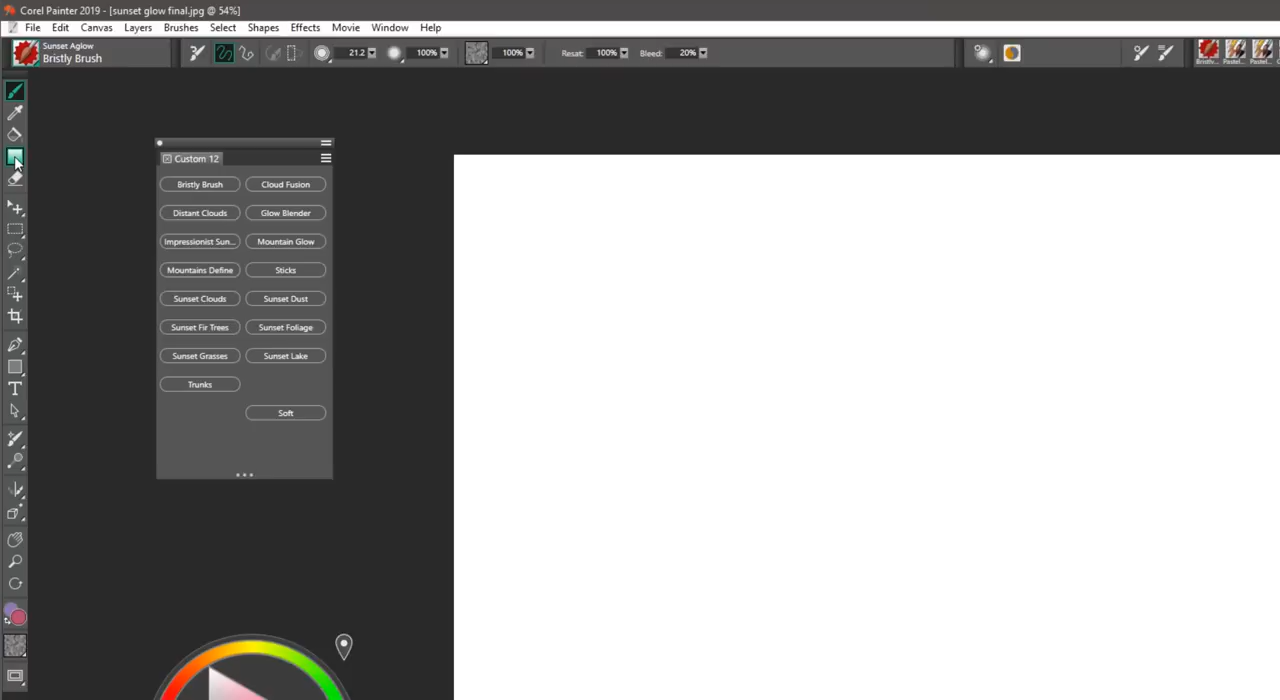 Corel Painter 2019 - [sunset glow final.jpg @ 54%]
File Edit Canvas Layers Brushes Select Shapes Effects Movie Window Help
Sunset Aglow
Bristly Brush
21.2 100% 100% Resat: 100% Bleed: 20%
Bristly... Pastel... Pastel...
Custom 12
Bristly Brush Cloud Fusion
Distant Clouds Glow Blender
Impressionist Sun... Mountain Glow
Mountains Define Sticks
Sunset Clouds Sunset Dust
Sunset Fir Trees Sunset Foliage
Sunset Grasses Sunset Lake
Trunks
Soft
T